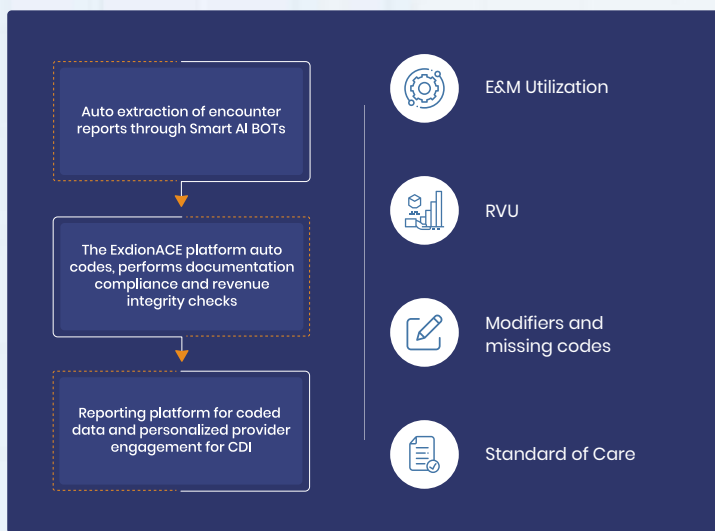 Auto extraction of encounter
reports through Smart AI BOTs
The ExdionACE platform auto
codes, performs documentation
compliance and revenue
integrity checks
Reporting platform for coded
data and personalized provider
engagement for CDI
E&M Utilization
RVU
Modifiers and
missing codes
Standard of Care